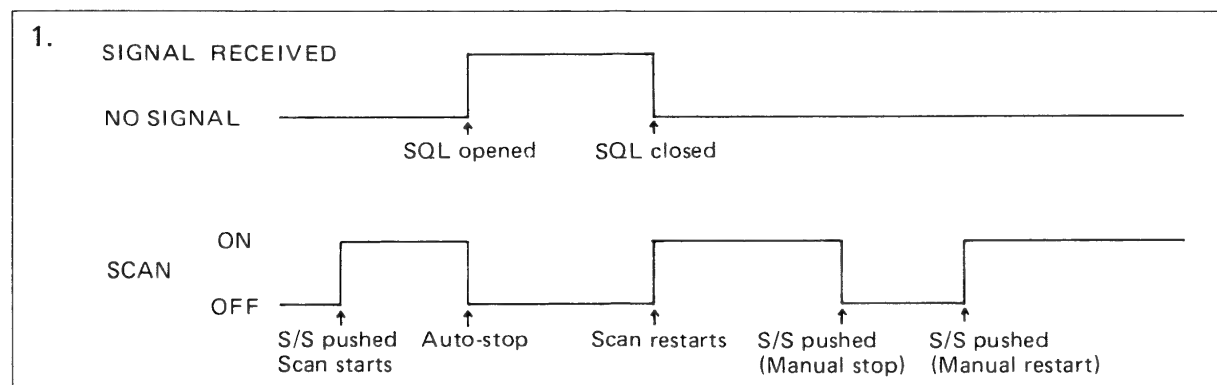 1.
SIGNAL RECEIVED
NO SIGNAL
SQL opened SQL closed
ON
SCAN
OFF
S/S pushed Auto-stop Scan restarts S/S pushed S/S pushed
Scan starts (Manual stop) (Manual restart)